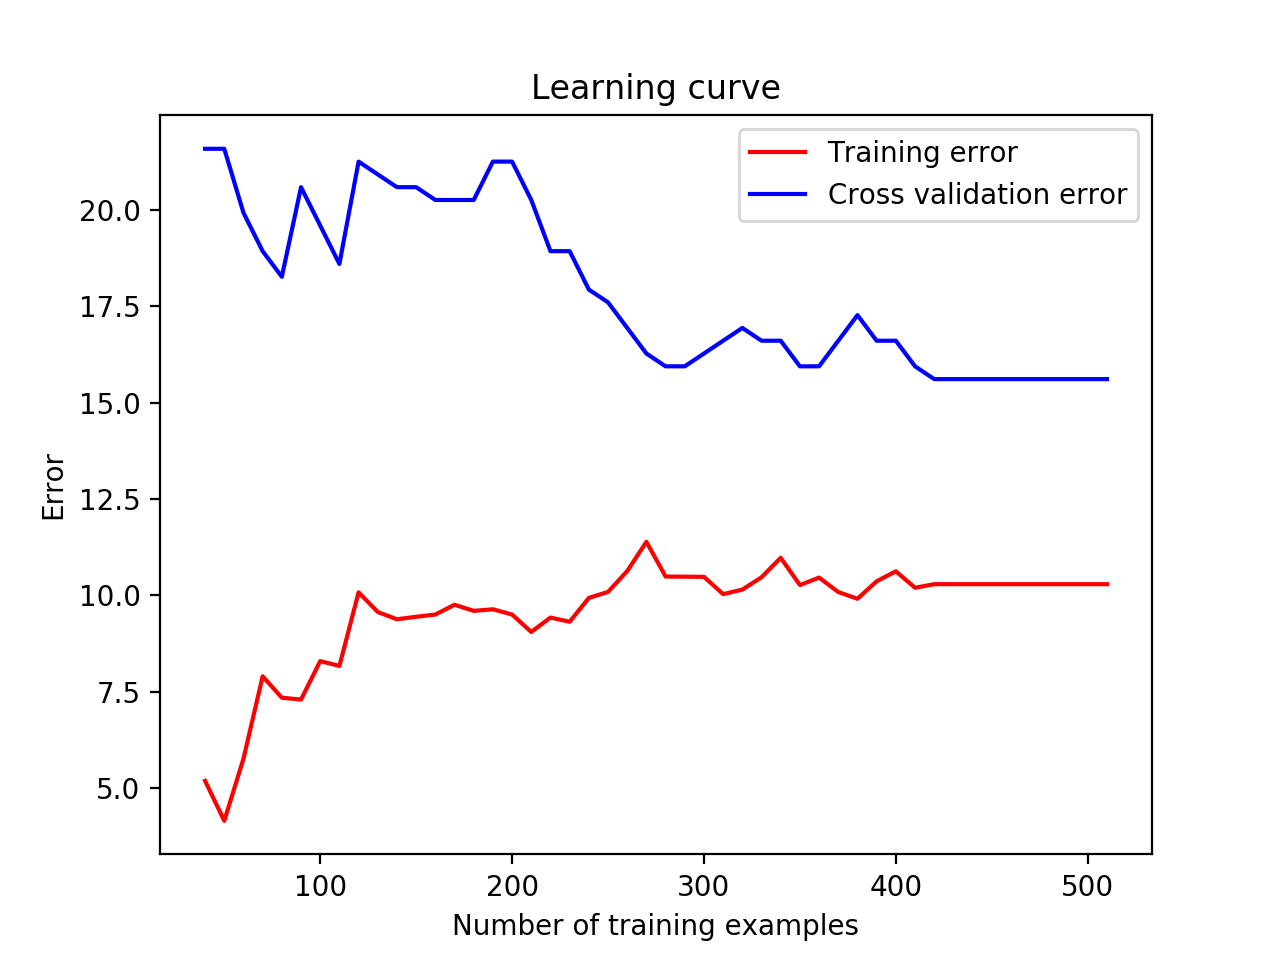 Learning curve
Training error
Cross validation error
20.0
17.5
15.0
12.5
10.0
7.5
5.0
Error
100 200 300 400 500
Number of training examples